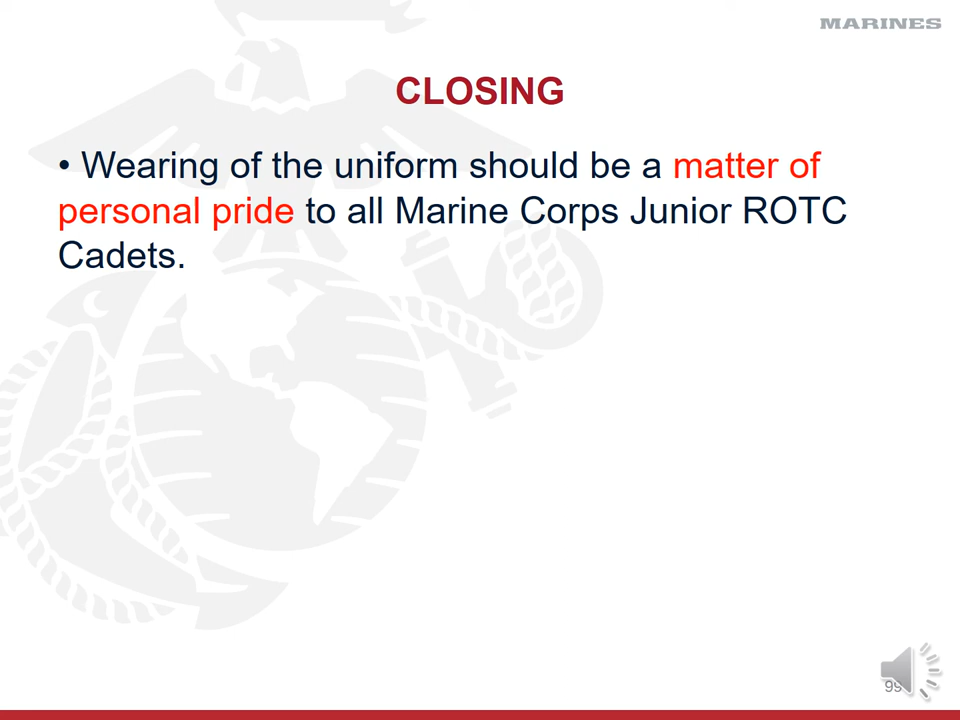 MARINES
CLOSING
• Wearing of the uniform should be a matter of
personal pride to all Marine Corps Junior ROTC
Cadets.
99